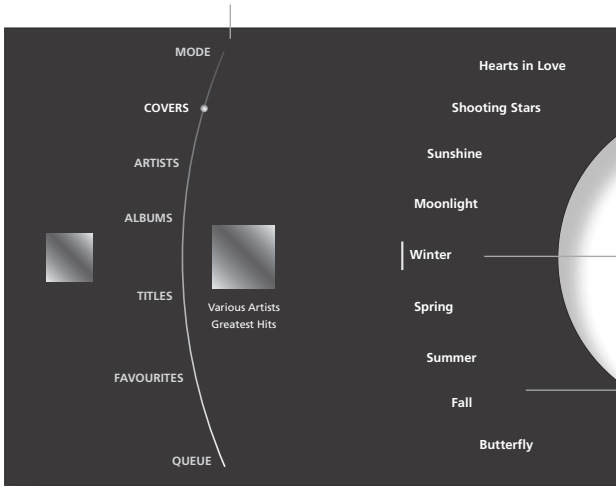 MODE
COVERS
ARTISTS
ALBUMS
TITLES
FAVOURITES
QUEUE
Various Artists
Greatest Hits
Hearts in Love
Shooting Stars
Sunshine
Moonlight
Winter
Spring
Summer
Fall
Butterfly